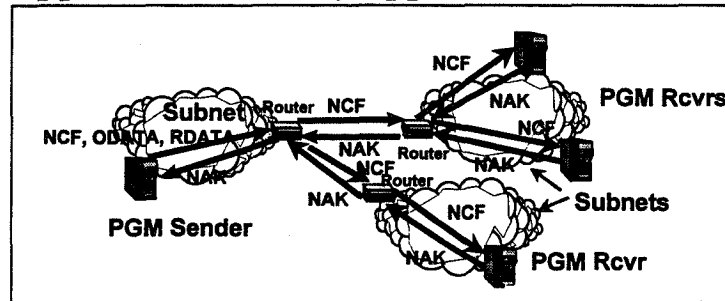 NCF
NAK
PGM Rcvrs
Subnet
Router
NCF
NCF, ODATA, RDATA
NAK
NAK
Router
NCF
NAK
NCF
Router
NAK
NCF
Subnets
PGM Sender
NAK
PGM Rcvr